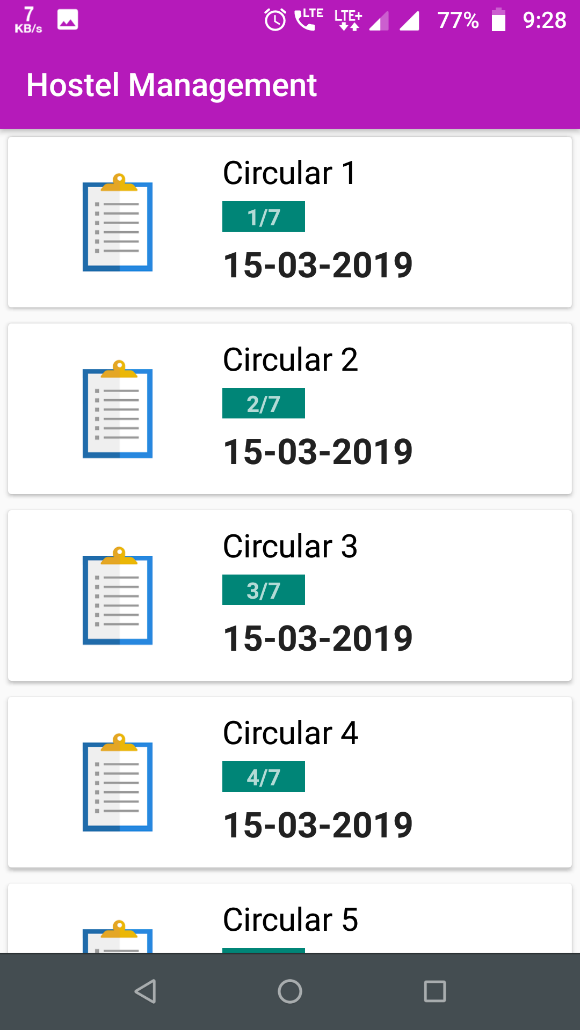 7
KB/s
LTE
LTE+
77%
9:28
Hostel Management
Circular 1
1/7
15-03-2019
Circular 2
2/7
15-03-2019
Circular 3
3/7
15-03-2019
Circular 4
4/7
15-03-2019
Circular 5